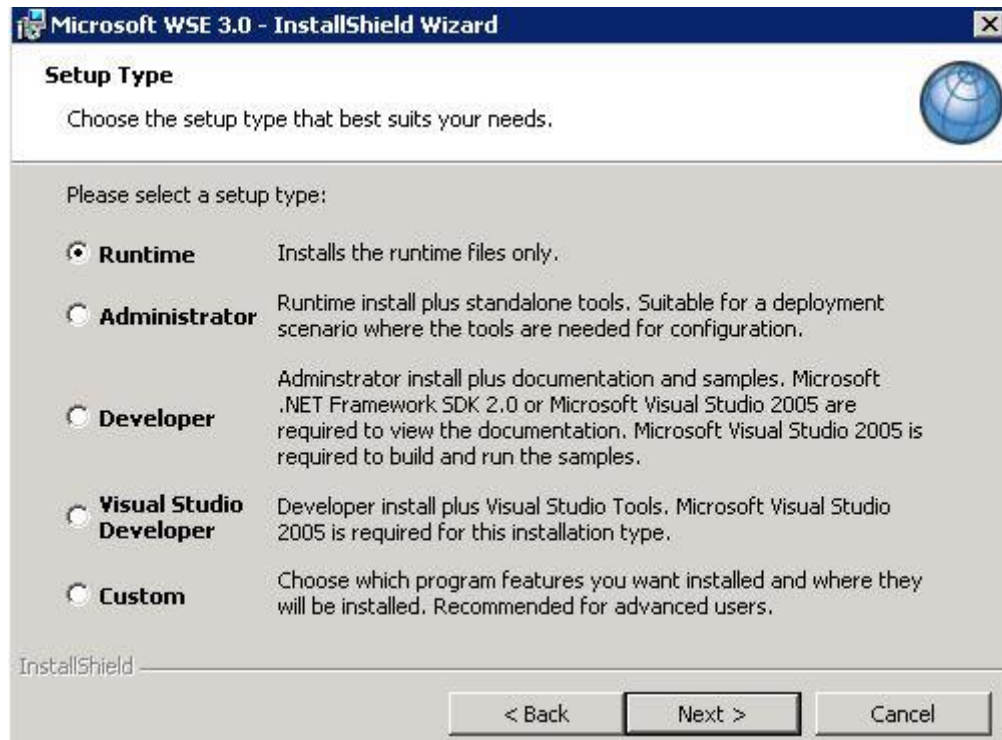 Microsoft WSE 3.0 - InstallShield Wizard
Setup Type
Choose the setup type that best suits your needs.
Please select a setup type:
Runtime
Installs the runtime files only.
Administrator
Runtime install plus standalone tools. Suitable for a deployment
scenario where the tools are needed for configuration.
Developer
Adminstrator install plus documentation and samples. Microsoft
.NET Framework SDK 2.0 or Microsoft Visual Studio 2005 are
required to view the documentation. Microsoft Visual Studio 2005 is
required to build and run the samples.
Visual Studio
Developer
Developer install plus Visual Studio Tools. Microsoft Visual Studio
2005 is required for this installation type.
Custom
Choose which program features you want installed and where they
will be installed. Recommended for advanced users.
InstallShield
< Back
Next >
Cancel